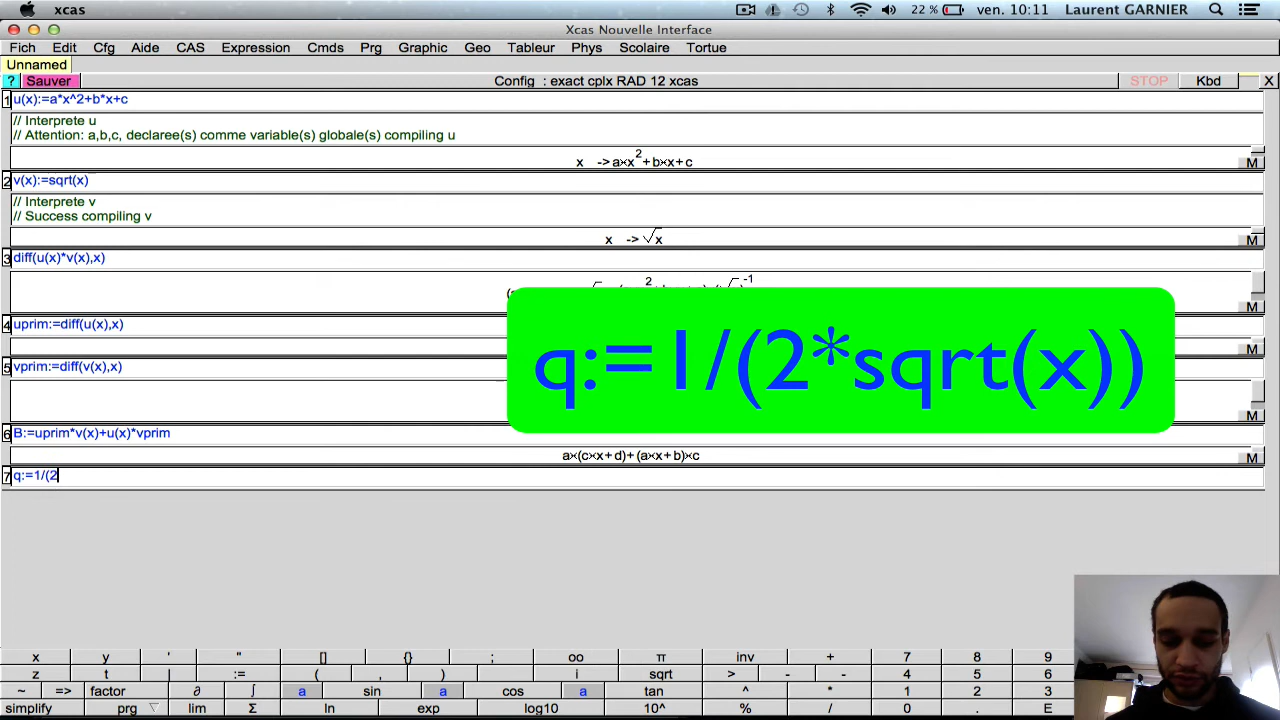 xcas 22 % ven. 10:11 Laurent GARNIER
Xcas Nouvelle Interface
Fich Edit Cfg Aide CAS Expression Cmds Prg Graphic Geo Tableur Phys Scolaire Tortue
Unnamed
? Sauver Config : exact cplx RAD 12 xcas STOP Kbd X
1 u(x):=a*x^2+b*x+c
// Interprete u
// Attention: a,b,c, declaree(s) comme variable(s) globale(s) compiling u
x ->a×x²+b×x+c M
2 v(x):=sqrt(x)
// Interprete v
// Success compiling v
x ->√x M
3 diff(u(x)*v(x),x)
M
4 uprim:=diff(u(x),x)
M
5 vprim:=diff(v(x),x)
M
q:=1/(2*sqrt(x))
6 B:=uprim*v(x)+u(x)*vprim
a×(c×x+d)+(a×x+b)×c M
7 q:=1/(2
x y ' " [] {} ; oo π inv + 7 8 9
z t | := ( , ) i sqrt > - - 4 5 6
~ => factor ∂ ∫ a sin a cos a tan ^ * 1 2 3
simplify prg Σ ln exp log10 10^ % / 0 . E